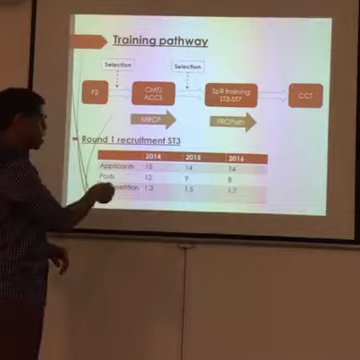 Training pathway
Selection
Selection
F2
CMT/
ACCS
SpR training
ST3-ST7
CCT
MRCP
FRCPath
Round 1 recruitment ST3
2014 2015 2016
Applicants 15 14 14
Posts 12 9 8
1.3 1.5 1.7